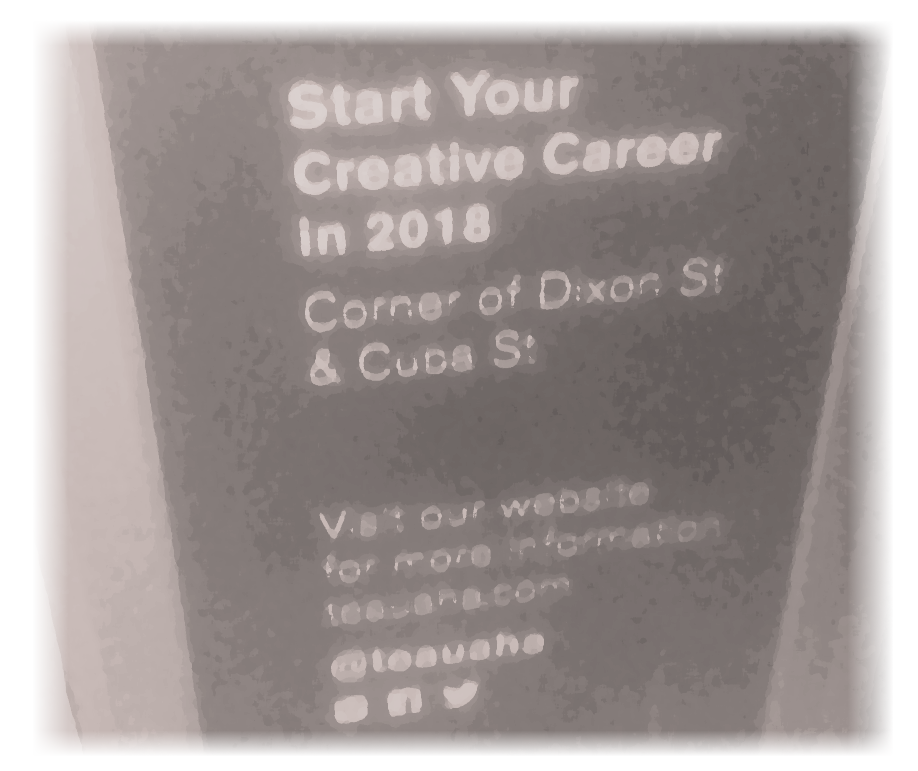 Start Your
Creative Career
in 2018
Corner of Dixon St
& Cuba St
Visit our website
for more information
teauaha.com
@teauaha